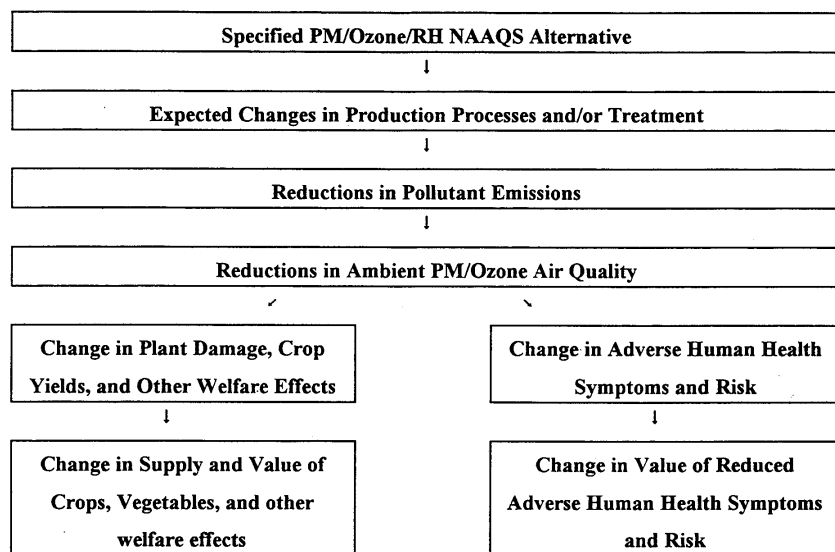 Specified PM/Ozone/RH NAAQS Alternative
↓
Expected Changes in Production Processes and/or Treatment
↓
Reductions in Pollutant Emissions
↓
Reductions in Ambient PM/Ozone Air Quality
↙ ↘
Change in Plant Damage, Crop
Yields, and Other Welfare Effects
↓
Change in Supply and Value of
Crops, Vegetables, and other
welfare effects
Change in Adverse Human Health
Symptoms and Risk
↓
Change in Value of Reduced
Adverse Human Health Symptoms
and Risk